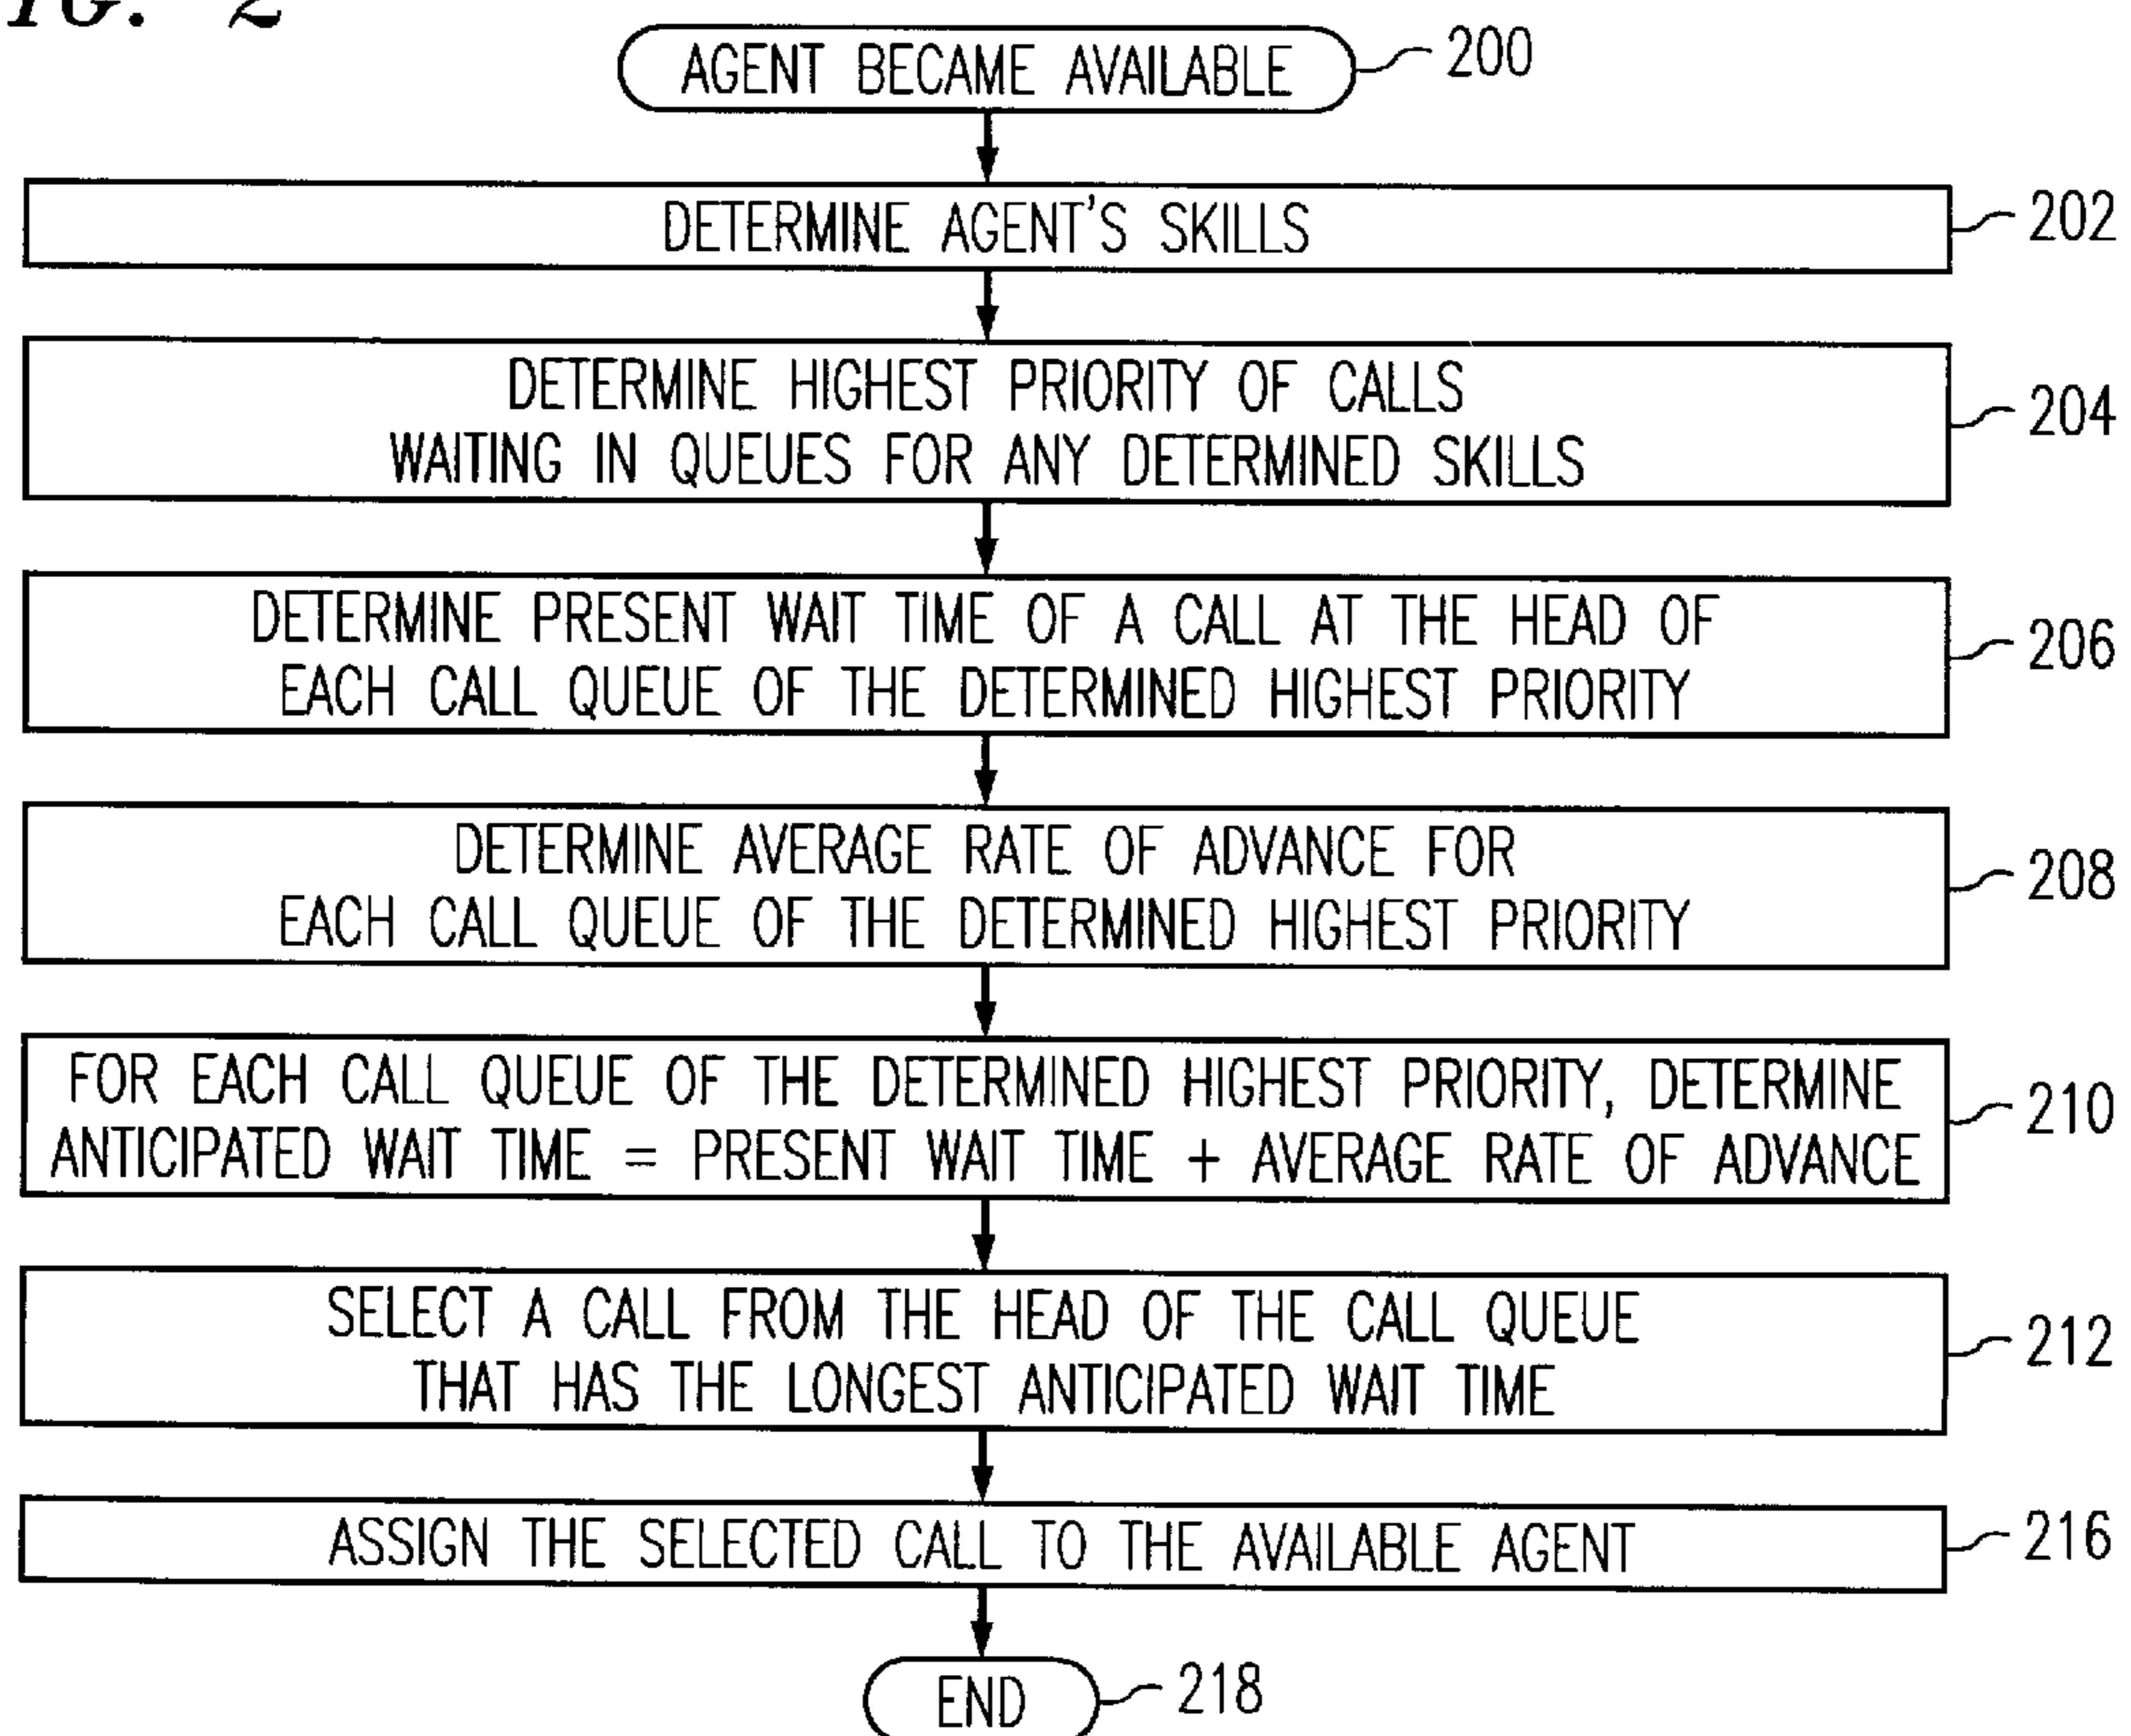 FIG. 2
AGENT BECAME AVAILABLE
200
DETERMINE AGENT'S SKILLS
202
DETERMINE HIGHEST PRIORITY OF CALLS
WAITING IN QUEUES FOR ANY DETERMINED SKILLS
204
DETERMINE PRESENT WAIT TIME OF A CALL AT THE HEAD OF
EACH CALL QUEUE OF THE DETERMINED HIGHEST PRIORITY
206
DETERMINE AVERAGE RATE OF ADVANCE FOR
EACH CALL QUEUE OF THE DETERMINED HIGHEST PRIORITY
208
FOR EACH CALL QUEUE OF THE DETERMINED HIGHEST PRIORITY, DETERMINE
ANTICIPATED WAIT TIME = PRESENT WAIT TIME + AVERAGE RATE OF ADVANCE
210
SELECT A CALL FROM THE HEAD OF THE CALL QUEUE
THAT HAS THE LONGEST ANTICIPATED WAIT TIME
212
ASSIGN THE SELECTED CALL TO THE AVAILABLE AGENT
216
END
218